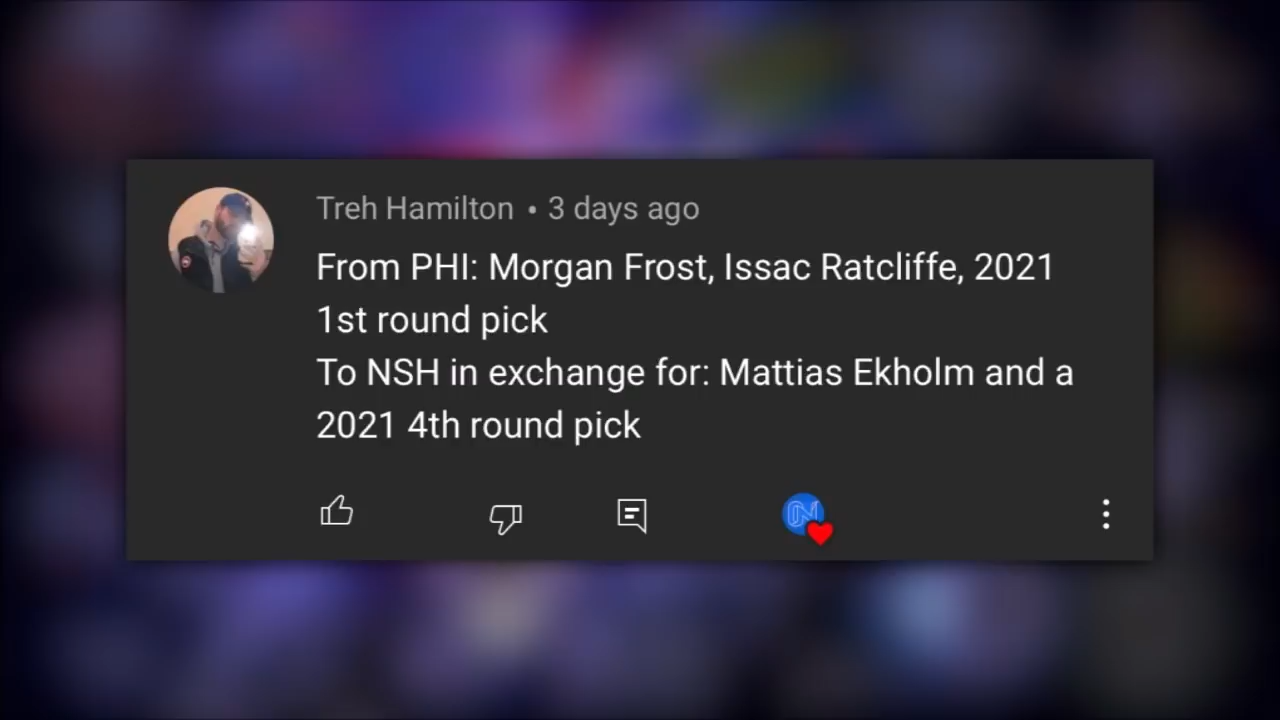 Treh Hamilton • 3 days ago
From PHI: Morgan Frost, Issac Ratcliffe, 2021
1st round pick
To NSH in exchange for: Mattias Ekholm and a
2021 4th round pick